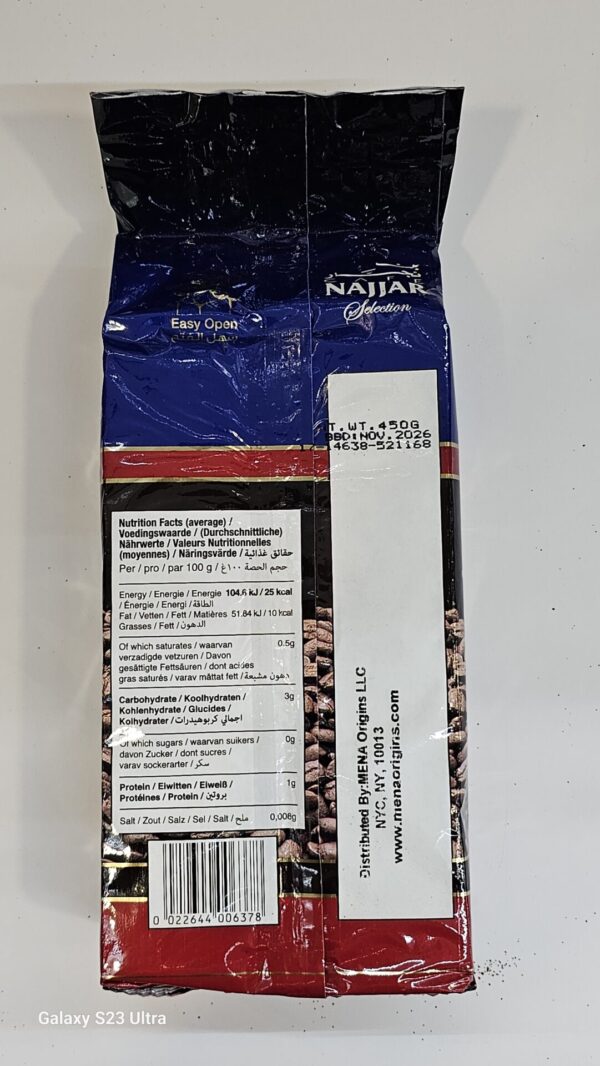 Easy Open
سهل الفتح
NAJJAR
Selection
T. WT. 450G
BBD:NOV. 2026
14638-521168
Nutrition Facts (average) /
Voedingswaarde / (Durchschnittliche)
Nährwerte / Valeurs Nutritionnelles
(moyennes) / Näringsvärde / حقائق غذائية
Per / pro / par 100 g / حجم الحصة ١٠٠غ
Energy / Energie / Energie 104.6 kJ / 25 kcal
/ Énergie / Energi / الطاقة
Fat / Vetten / Fett / Matières 51.84 kJ / 10 kcal
Grasses / Fett / الدهون
Of which saturates / waarvan 0.5g
verzadigde vetzuren / Davon
gesättigte Fettsäuren / dont acides
gras saturés / varav mättat fett / دهون مشبعة
Carbohydrate / Koolhydraten / 3g
Kohlenhydrate / Glucides /
Kolhydrater / اجمالي كربوهيدرات
Of which sugars / waarvan suikers / 0g
davon Zucker / dont sucres /
varav sockerarter / سكر
Protein / Eiwitten / Eiweiß / 1g
Protéines / Protein / بروتين
Salt / Zout / Salz / Sel / Salt / ملح 0,008g
0 022644 006378
Distributed By:MENA Origins LLC
NYC, NY, 10013
www.menaorigins.com
Galaxy S23 Ultra